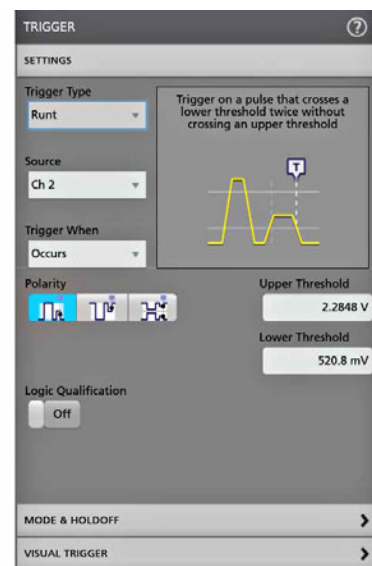 TRIGGER
?
SETTINGS
Trigger Type
Runt
Trigger on a pulse that crosses a
lower threshold twice without
crossing an upper threshold
T
Source
Ch 2
Trigger When
Occurs
Polarity
Upper Threshold
2.2848 V
Lower Threshold
520.8 mV
Logic Qualification
Off
MODE & HOLDOFF
VISUAL TRIGGER